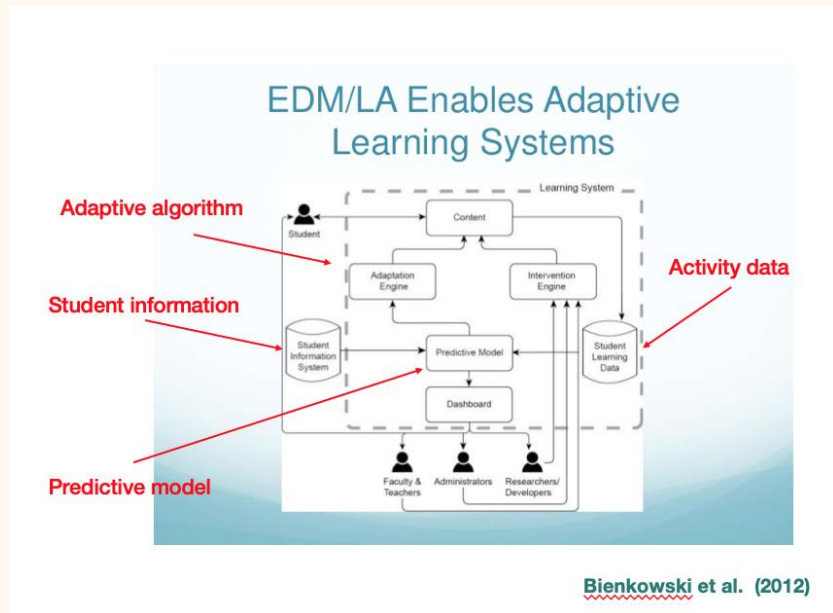 EDM/LA Enables Adaptive
Learning Systems
Learning System
Adaptive algorithm
Student
Content
Adaptation
Engine
Intervention
Engine
Activity data
Student information
Student
Information
System
Predictive Model
Student
Learning
Data
Dashboard
Predictive model
Faculty &
Teachers
Administrators
Researchers/
Developers
Bienkowski et al. (2012)